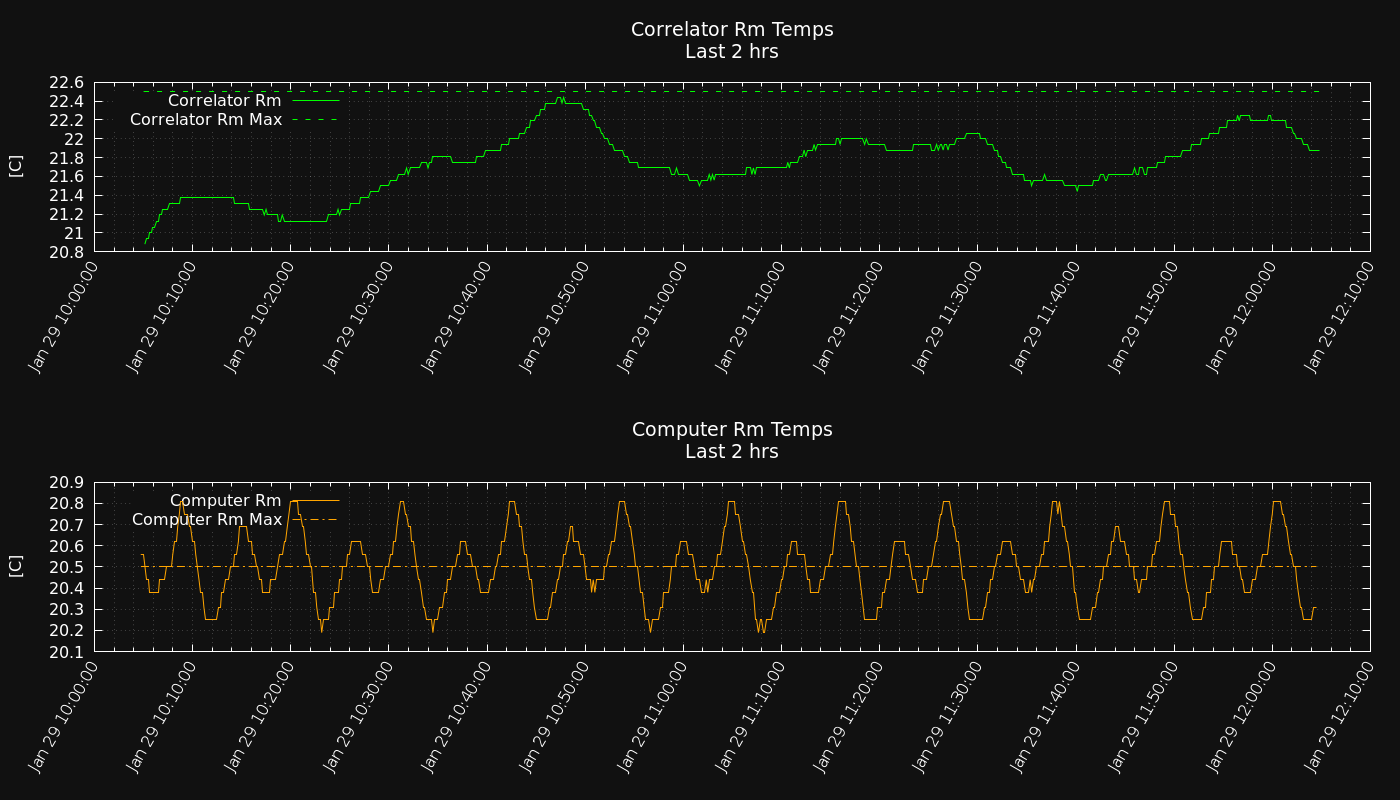 Correlator Rm Temps
Last 2 hrs
[C]
22.6
22.4
22.2
22
21.8
21.6
21.4
21.2
21
20.8
Correlator Rm
Correlator Rm Max
Jan 29 10:00:00
Jan 29 10:10:00
Jan 29 10:20:00
Jan 29 10:30:00
Jan 29 10:40:00
Jan 29 10:50:00
Jan 29 11:00:00
Jan 29 11:10:00
Jan 29 11:20:00
Jan 29 11:30:00
Jan 29 11:40:00
Jan 29 11:50:00
Jan 29 12:00:00
Jan 29 12:10:00
Computer Rm Temps
Last 2 hrs
[C]
20.9
20.8
20.7
20.6
20.5
20.4
20.3
20.2
20.1
Computer Rm
Computer Rm Max
Jan 29 10:00:00
Jan 29 10:10:00
Jan 29 10:20:00
Jan 29 10:30:00
Jan 29 10:40:00
Jan 29 10:50:00
Jan 29 11:00:00
Jan 29 11:10:00
Jan 29 11:20:00
Jan 29 11:30:00
Jan 29 11:40:00
Jan 29 11:50:00
Jan 29 12:00:00
Jan 29 12:10:00